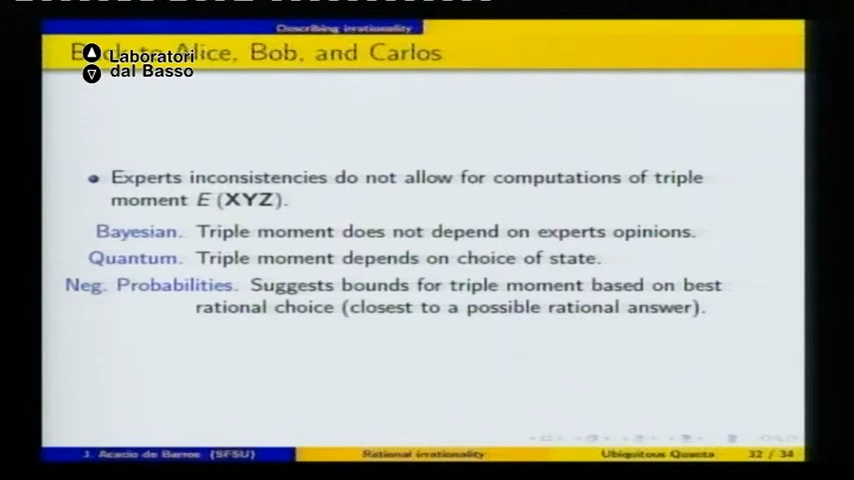 Describing irrationality
Back to Alice, Bob, and Carlos
Laboratori
dal Basso
• Experts inconsistencies do not allow for computations of triple
moment E (XYZ).
Bayesian. Triple moment does not depend on experts opinions.
Quantum. Triple moment depends on choice of state.
Neg. Probabilities. Suggests bounds for triple moment based on best
rational choice (closest to a possible rational answer).
J. Acacio de Barros (SFSU) Rational irrationality Ubiquitous Quanta 32 / 34